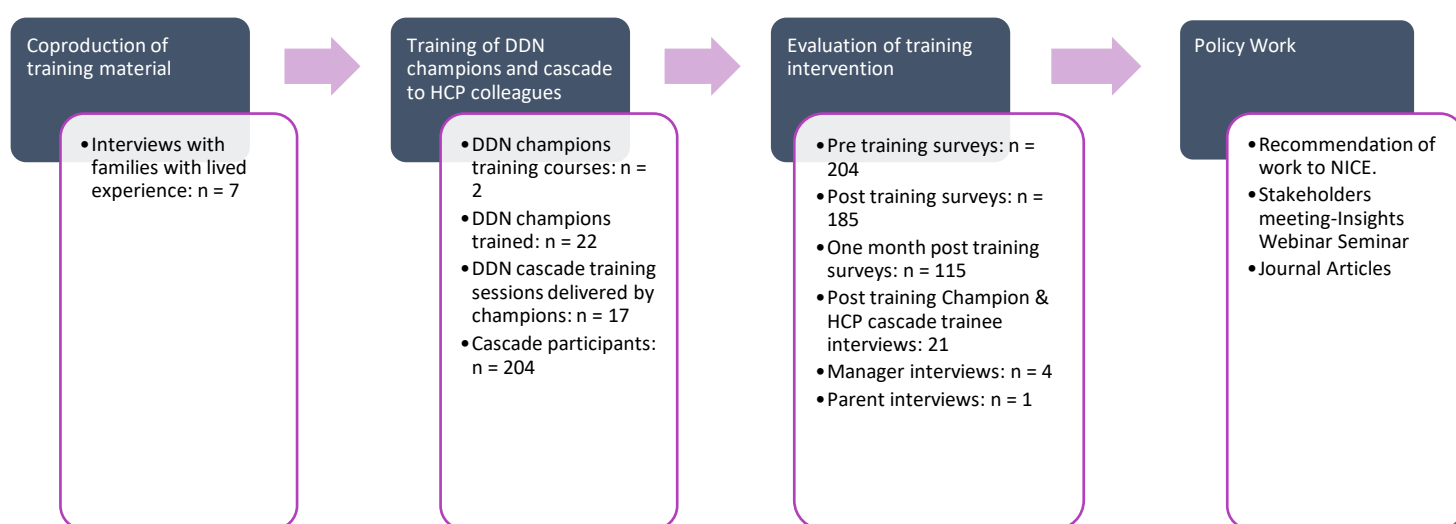 Coproduction of
training material
•Interviews with
families with lived
experience: n = 7
Training of DDN
champions and cascade
to HCP colleagues
•DDN champions
training courses: n =
2
•DDN champions
trained: n = 22
•DDN cascade training
sessions delivered by
champions: n = 17
•Cascade participants:
n = 204
Evaluation of training
intervention
•Pre training surveys: n =
204
•Post training surveys: n =
185
•One month post training
surveys: n = 115
•Post training Champion &
HCP cascade trainee
interviews: 21
•Manager interviews: n = 4
•Parent interviews: n = 1
Policy Work
•Recommendation of
work to NICE.
•Stakeholders
meeting-Insights
Webinar Seminar
•Journal Articles